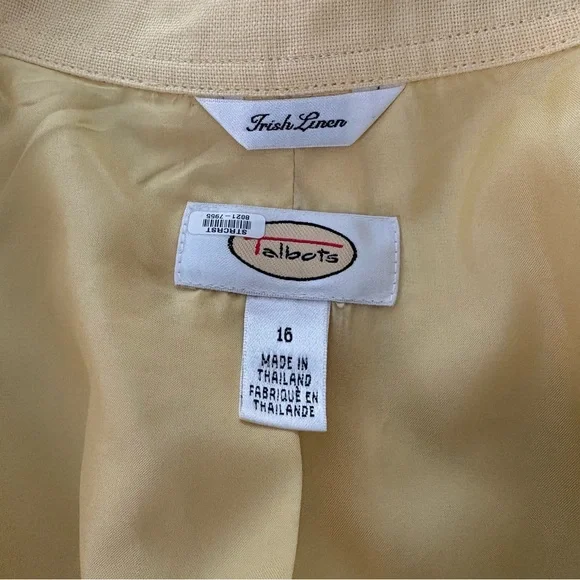 Irish Linen
STRCRST
8021-7955
Talbots
16
MADE IN
THAILAND
FABRIQUÉ EN
THAILANDE